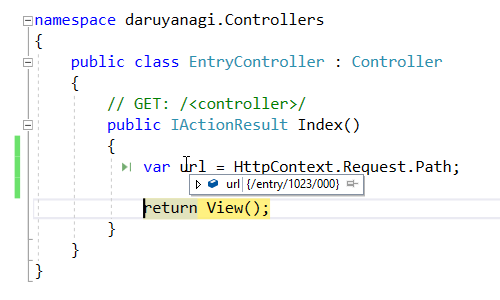 namespace daruyanagi.Controllers
{
    public class EntryController : Controller
    {
        // GET: /<controller>/
        public IActionResult Index()
        {
            var url = HttpContext.Request.Path;
            url {/entry/1023/000}
            return View();
        }
    }
}